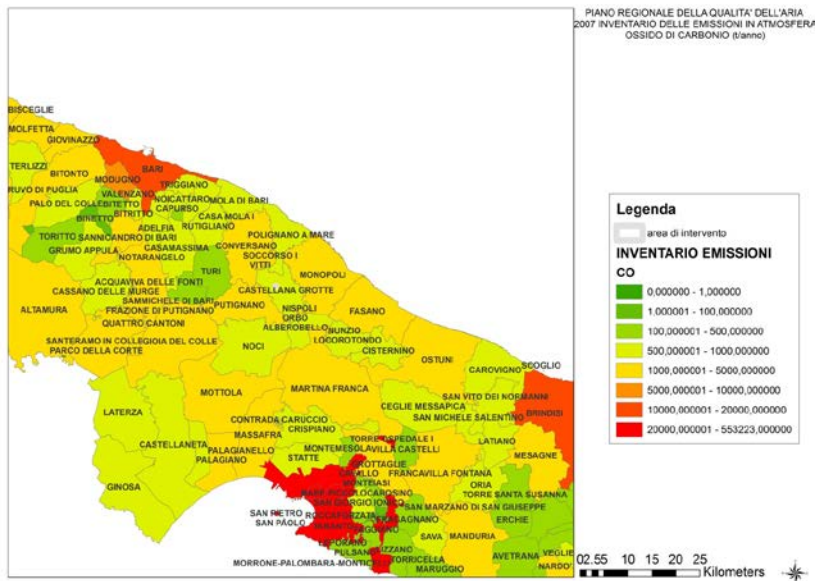 PIANO REGIONALE DELLA QUALITA' DELL'ARIA
2007 INVENTARIO DELLE EMISSIONI IN ATMOSFERA
OSSIDO DI CARBONIO (t/anno)
BISCEGLIE
MOLFETTA
GIOVINAZZO
TERLIZZI
BITONTO
BARI
MODUGNO
TRIGGIANO
RUVO DI PUGLIA
VALENZANO
PALO DEL COLLE
BITETTO
NOICATTARO
MOLA DI BARI
CAPURSO
BINETTO
BITRITTO
CASA MOLA I
ADELFIA
RUTIGLIANO
TORITTO
SANNICANDRO DI BARI
POLIGNANO A MARE
GRUMO APPULA
CASAMASSIMA
CONVERSANO
NOTARANGELO
SOCCORSO I
VITTI
TURI
MONOPOLI
ACQUAVIVA DELLE FONTI
CASSANO DELLE MURGE
CASTELLANA GROTTE
SAMMICHELE DI BARI
ALTAMURA
FRAZIONE DI PUTIGNANO
PUTIGNANO
NISPOLI
FASANO
QUATTRO CANTONI
ORBO
ALBEROBELLO
NUNZIO
SANTERAMO IN COLLE
GIOIA DEL COLLE
LOCOROTONDO
PARCO DELLA CORTE
NOCI
CISTERNINO
OSTUNI
CAROVIGNO
SCOGLIO
MOTTOLA
MARTINA FRANCA
SAN VITO DEI NORMANNI
CEGLIE MESSAPICA
SAN MICHELE SALENTINO
BRINDISI
LATERZA
CONTRADA CARUCCIO
CRISPIANO
MASSAFRA
LATIANO
CASTELLANETA
MONTEMESOLA
VILLA CASTELLI
MESAGNE
PALAGIANELLO
STATTE
PALAGIANO
GROTTAGLIE
FRANCAVILLA FONTANA
ORIA
GINOSA
MONTEIASI
TORRE SANTA SUSANNA
CAROSINO
SAN GIORGIO IONICO
SAN MARZANO DI SAN GIUSEPPE
SAN PIETRO
ROCCAFORZATA
FRAGAGNANO
ERCHIE
SAN PAOLO
TARANTO
SAVA
MANDURIA
LEPORANO
PULSANO
LIZZANO
AVETRANA
VEGLIE
TORRICELLA
MORRONE-PALOMBARA-MONTICELLI
MARUGGIO
NARDO'
Legenda
area di intervento
INVENTARIO EMISSIONI
CO
0,000000 - 1,000000
1,000001 - 100,000000
100,000001 - 500,000000
500,000001 - 1000,000000
1000,000001 - 5000,000000
5000,000001 - 10000,000000
10000,000001 - 20000,000000
20000,000001 - 553223,000000
02.55 10 15 20 25
Kilometers